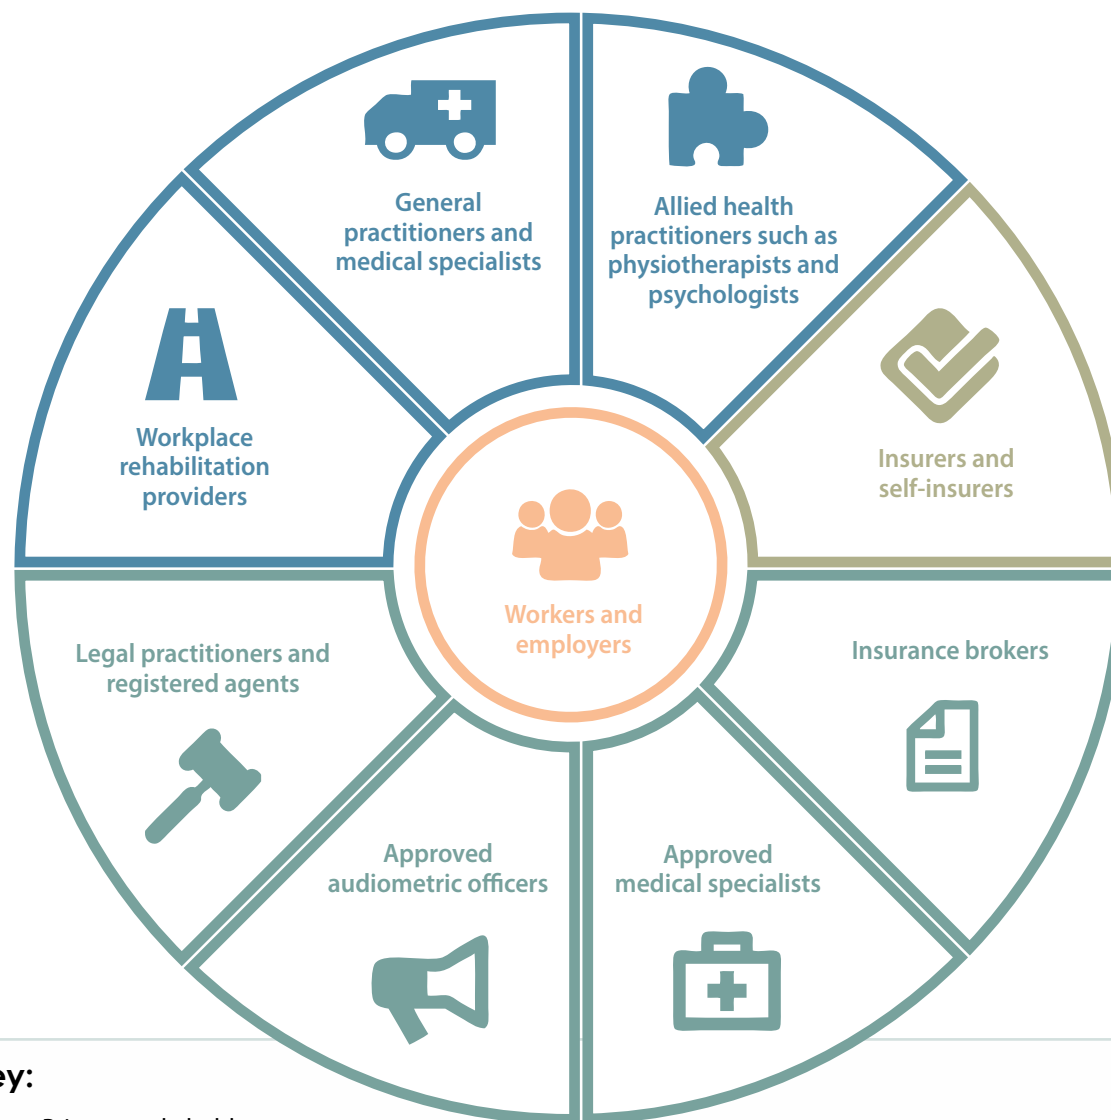 General
practitioners and
medical specialists
Allied health
practitioners such as
physiotherapists and
psychologists
Workplace
rehabilitation
providers
Insurers and
self-insurers
Workers and
employers
Legal practitioners and
registered agents
Insurance brokers
Approved
audiometric officers
Approved
medical specialists
ey: